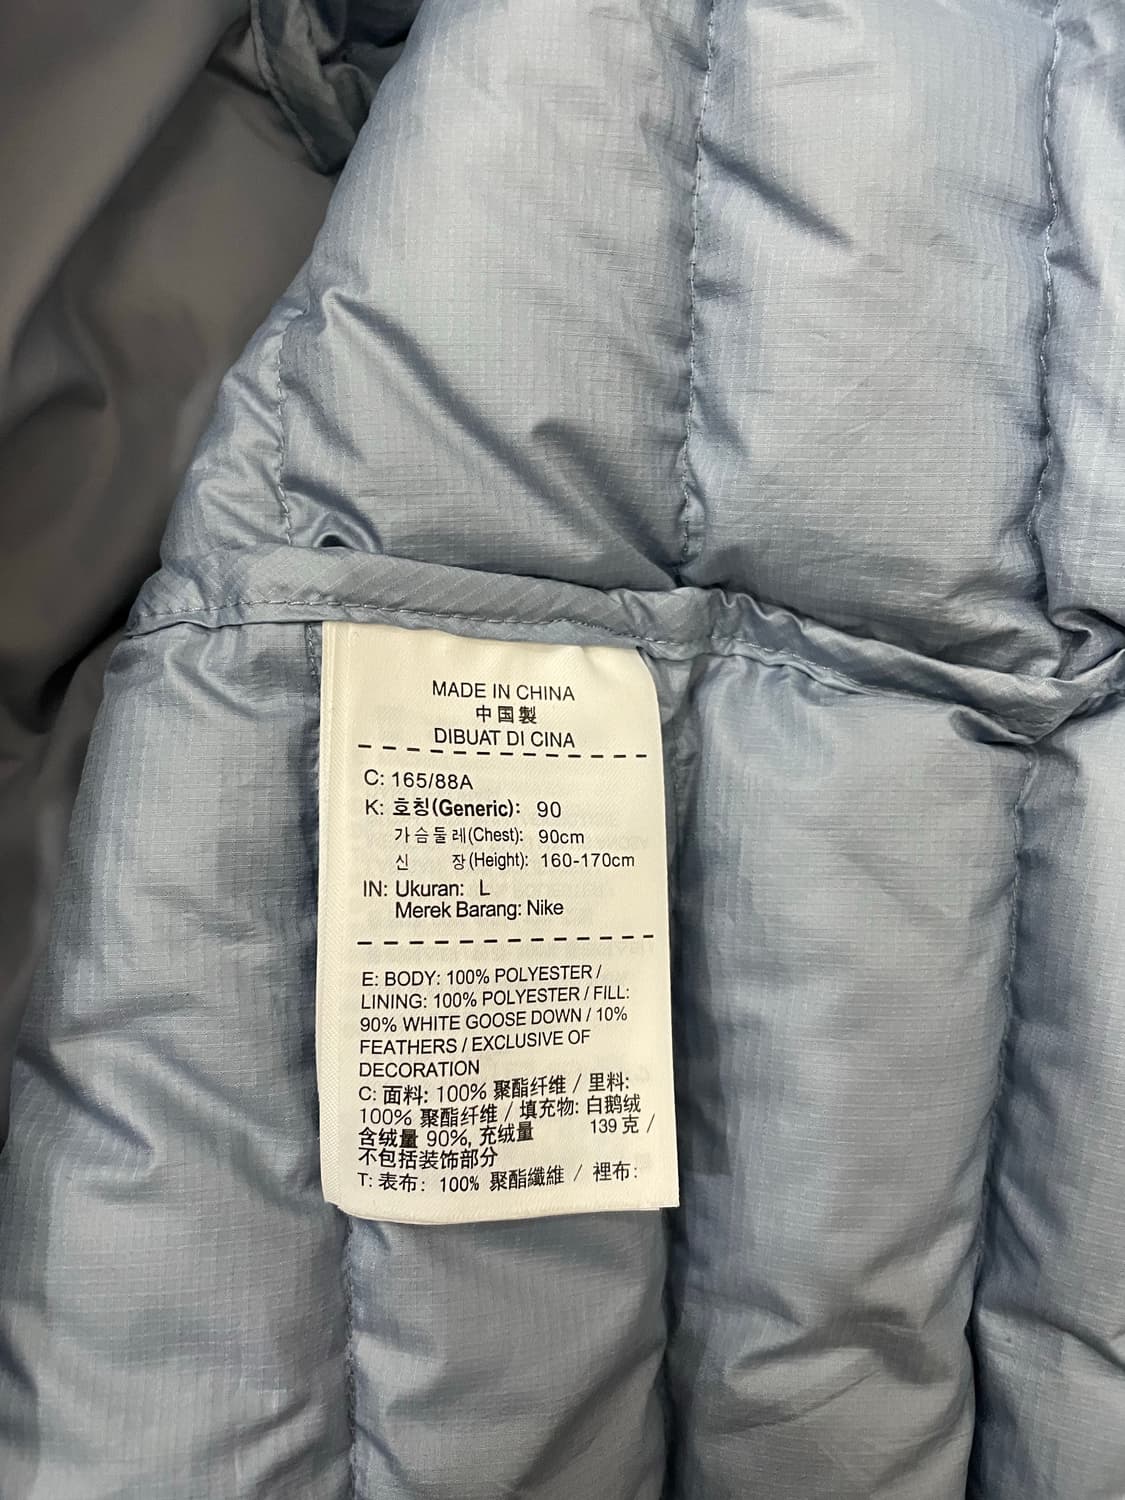 MADE IN CHINA
中国製
DIBUAT DI CINA
C: 165/88A
K: 호칭(Generic): 90
가슴둘레(Chest): 90cm
신 장(Height): 160-170cm
IN: Ukuran: L
Merek Barang: Nike
E: BODY: 100% POLYESTER /
LINING: 100% POLYESTER / FILL:
90% WHITE GOOSE DOWN / 10%
FEATHERS / EXCLUSIVE OF
DECORATION
C: 面料: 100% 聚酯纤维 / 里料:
100% 聚酯纤维 / 填充物: 白鹅绒
含绒量 90%, 充绒量 139 克 /
不包括装饰部分
T: 表布: 100% 聚酯纖維 / 裡布: